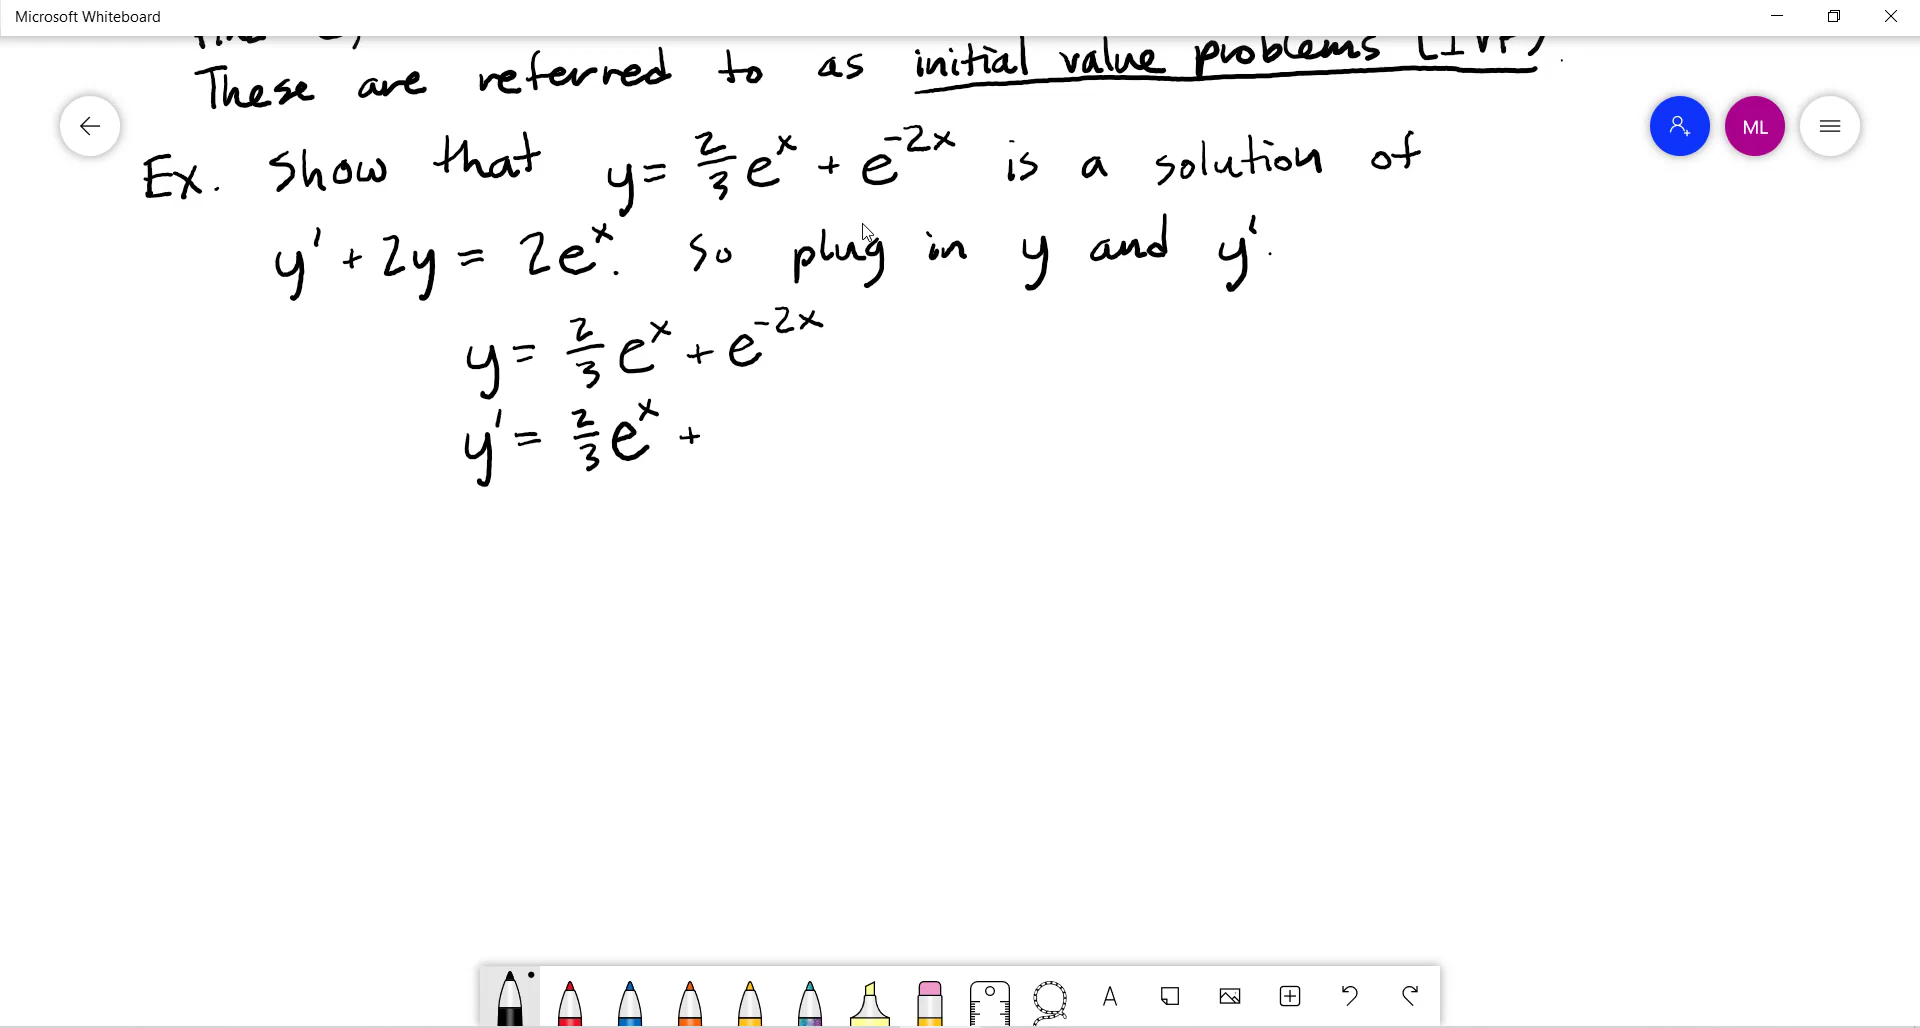 Microsoft Whiteboard
These are referred to as initial value problems (IVP).
ML
Ex. Show that y = 2/3 e^x + e^-2x is a solution of
y' + 2y = 2e^x. So plug in y and y'.
y = 2/3 e^x + e^-2x
y' = 2/3 e^x +
A